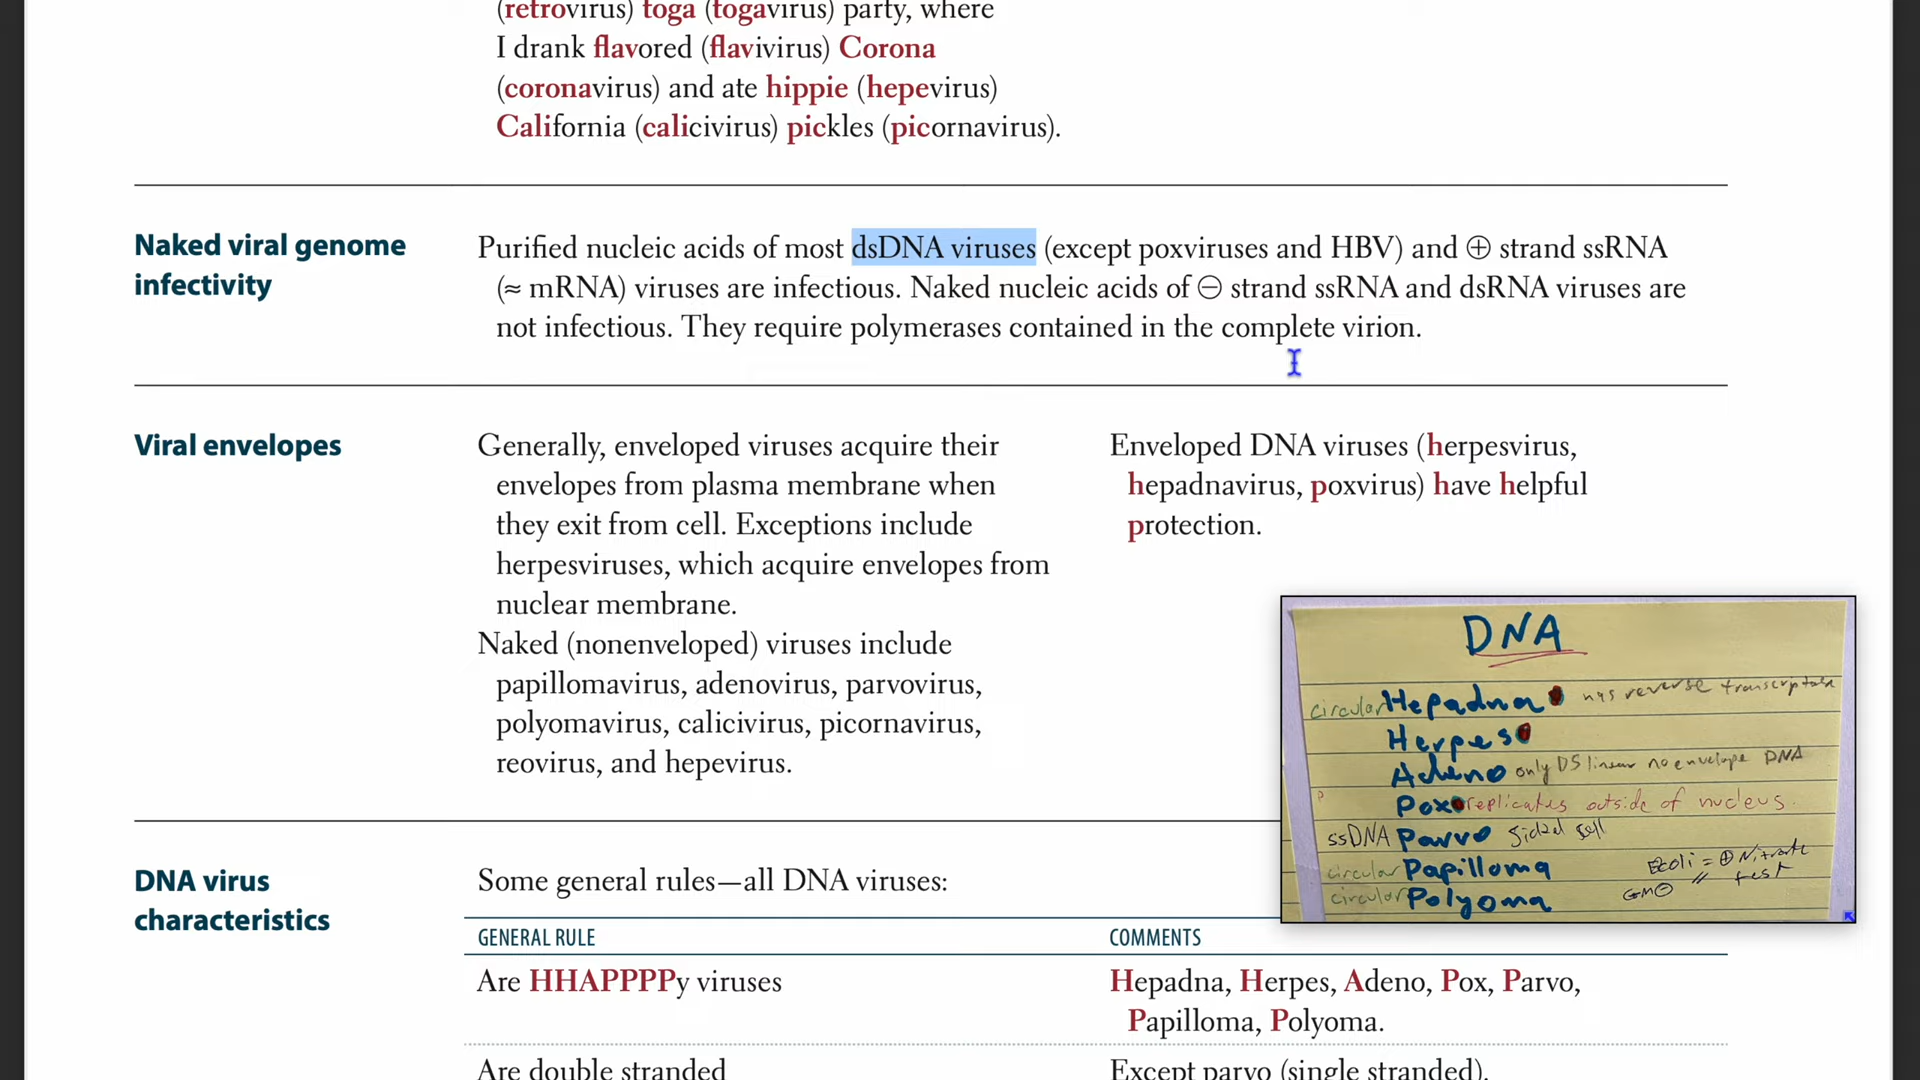 (retrovirus) toga (togavirus) party, where
I drank flavored (flavivirus) Corona
(coronavirus) and ate hippie (hepevirus)
California (calicivirus) pickles (picornavirus).
Naked viral genome
infectivity
Purified nucleic acids of most dsDNA viruses (except poxviruses and HBV) and ⊕ strand ssRNA
(≈ mRNA) viruses are infectious. Naked nucleic acids of ⊖ strand ssRNA and dsRNA viruses are
not infectious. They require polymerases contained in the complete virion.
Viral envelopes
Generally, enveloped viruses acquire their
envelopes from plasma membrane when
they exit from cell. Exceptions include
herpesviruses, which acquire envelopes from
nuclear membrane.
Naked (nonenveloped) viruses include
papillomavirus, adenovirus, parvovirus,
polyomavirus, calicivirus, picornavirus,
reovirus, and hepevirus.
Enveloped DNA viruses (herpesvirus,
hepadnavirus, poxvirus) have helpful
protection.
DNA
circular Hepadna has reverse transcriptase
Herpes
Adeno only DS linear no envelope DNA
Pox replicates outside of nucleus.
ssDNA Parvo
circular Papilloma
circular Polyoma
Ecoli = ⊕ Nitrate
test
DNA virus
characteristics
Some general rules—all DNA viruses:
GENERAL RULE COMMENTS
Are HHAPPPPy viruses
Hepadna, Herpes, Adeno, Pox, Parvo,
Papilloma, Polyoma.
Are double stranded
Except parvo (single stranded).